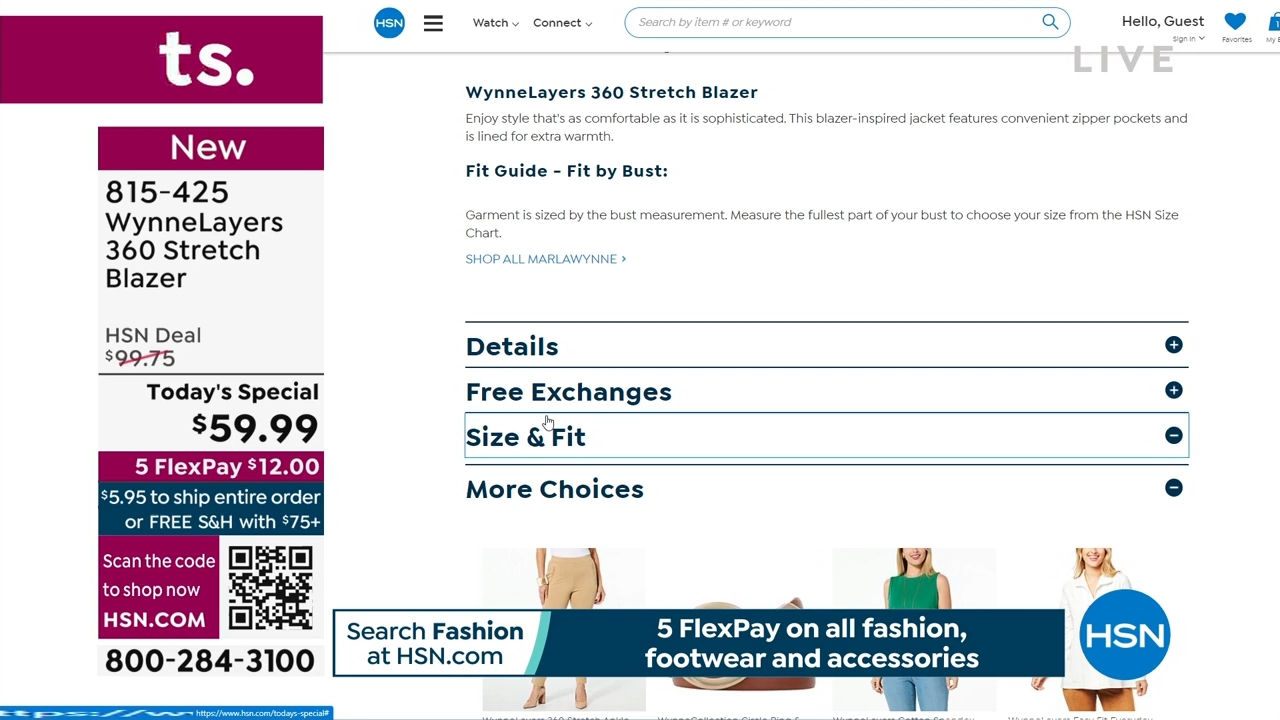 ts.
New
815-425
WynneLayers
360 Stretch
Blazer
HSN Deal
$99.75
Today's Special
$59.99
5 FlexPay $12.00
$5.95 to ship entire order
or FREE S&H with $75+
Scan the code
to shop now
HSN.COM
800-284-3100
HSN
Watch
Connect
Search by item # or keyword
Hello, Guest
Sign In
Favorites
LIVE
WynneLayers 360 Stretch Blazer
Enjoy style that's as comfortable as it is sophisticated. This blazer-inspired jacket features convenient zipper pockets and
is lined for extra warmth.
Fit Guide - Fit by Bust:
Garment is sized by the bust measurement. Measure the fullest part of your bust to choose your size from the HSN Size
Chart.
SHOP ALL MARLAWYNNE >
Details
Free Exchanges
Size & Fit
More Choices
Search Fashion
at HSN.com
5 FlexPay on all fashion,
footwear and accessories
HSN
https://www.hsn.com/todays-special#